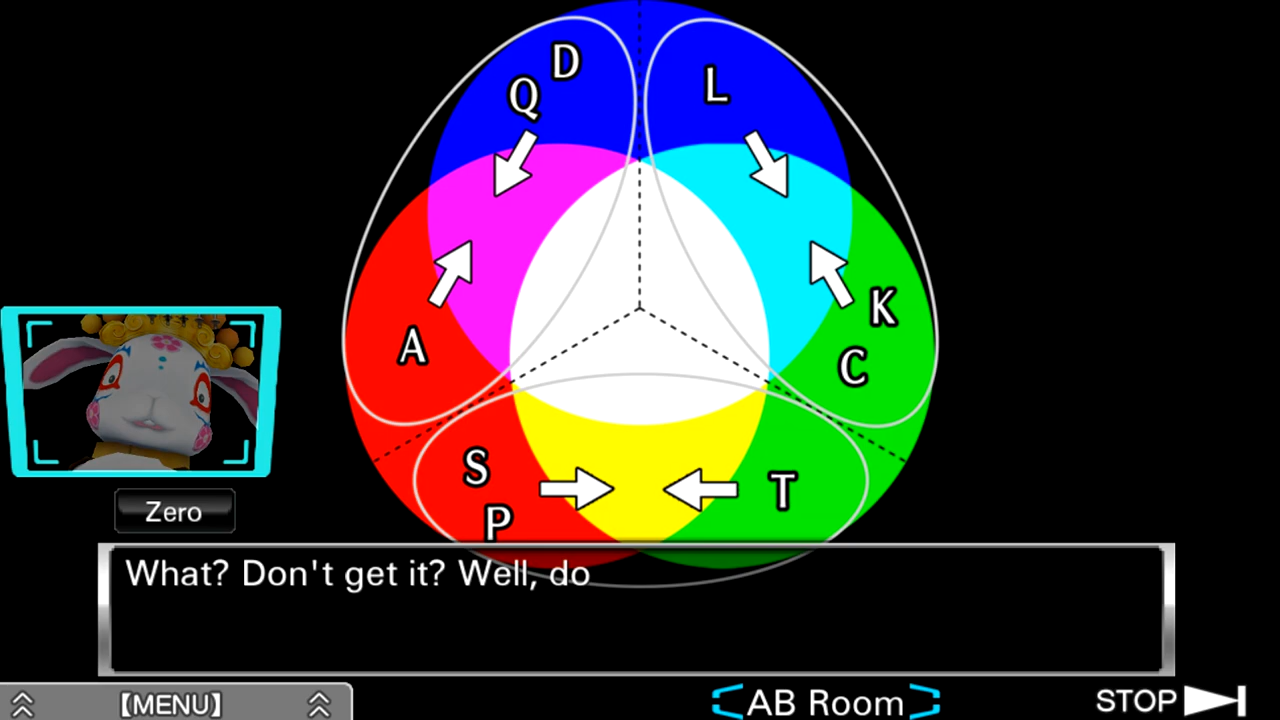 D
Q
L
A
K
C
S
P
T
Zero
What? Don't get it? Well, do
【MENU】
AB Room
STOP